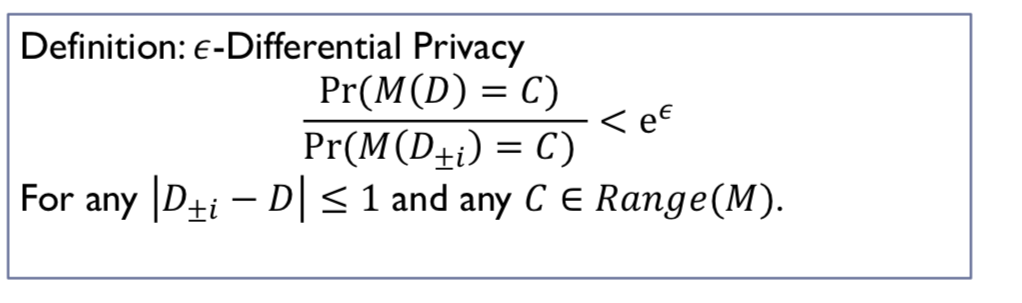 Definition: ϵ-Differential Privacy
Pr(M(D) = C)
Pr(M(D±i) = C)
< e^ϵ
For any |D±i − D| ≤ 1 and any C ∈ Range(M).